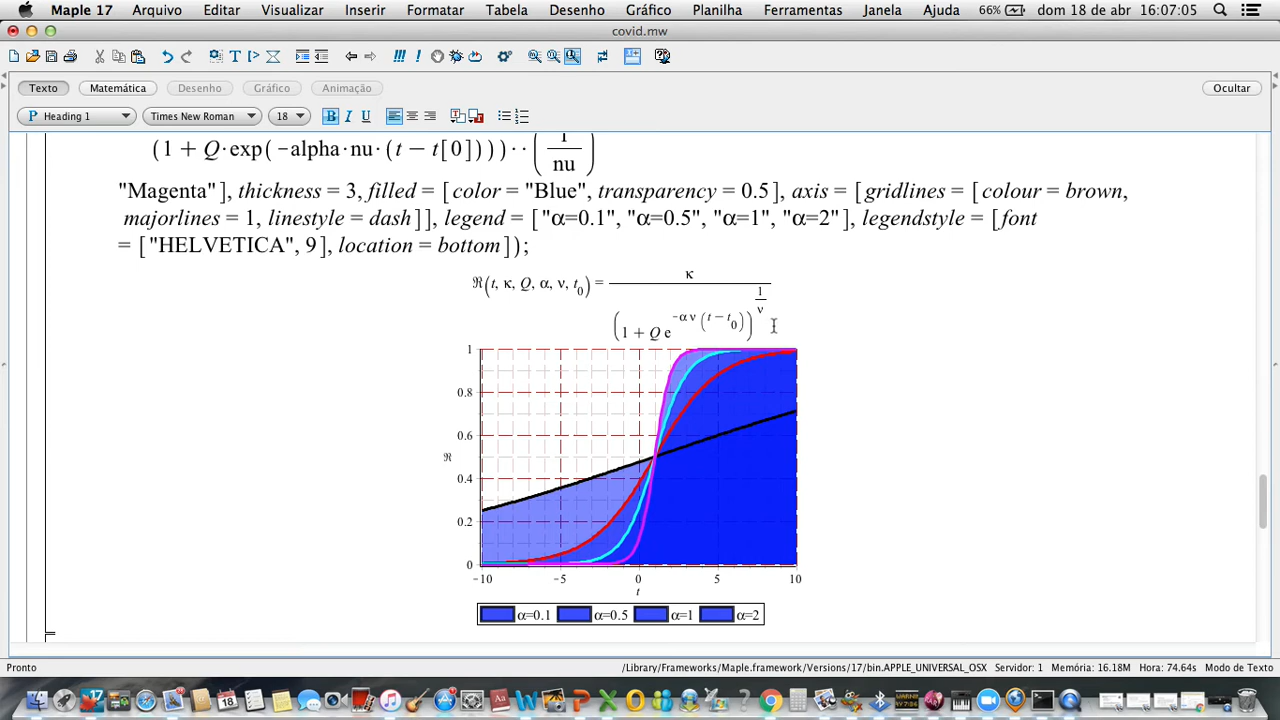 Maple 17 Arquivo Editar Visualizar Inserir Formatar Tabela Desenho Gráfico Planilha Ferramentas Janela Ajuda 66% dom 18 de abr 16:07:05
covid.mw
Texto Matemática Desenho Gráfico Animação Ocultar
P Heading 1 Times New Roman 18 B I U
(1 + Q·exp(−alpha·nu·(t − t[0])))··(1/nu)
"Magenta"], thickness = 3, filled = [color = "Blue", transparency = 0.5], axis = [gridlines = [colour = brown,
majorlines = 1, linestyle = dash]], legend = ["α=0.1", "α=0.5", "α=1", "α=2"], legendstyle = [font
= ["HELVETICA", 9], location = bottom]);
ℜ(t, κ, Q, α, ν, t₀) = κ / (1 + Q e^(-α ν (t − t₀)))^(1/ν)
1
0.8
0.6
ℜ
0.4
0.2
0
-10 -5 0 5 10
t
α=0.1 α=0.5 α=1 α=2
Pronto /Library/Frameworks/Maple.framework/Versions/17/bin.APPLE_UNIVERSAL_OSX Servidor: 1 Memória: 16.18M Hora: 74.64s Modo de Texto